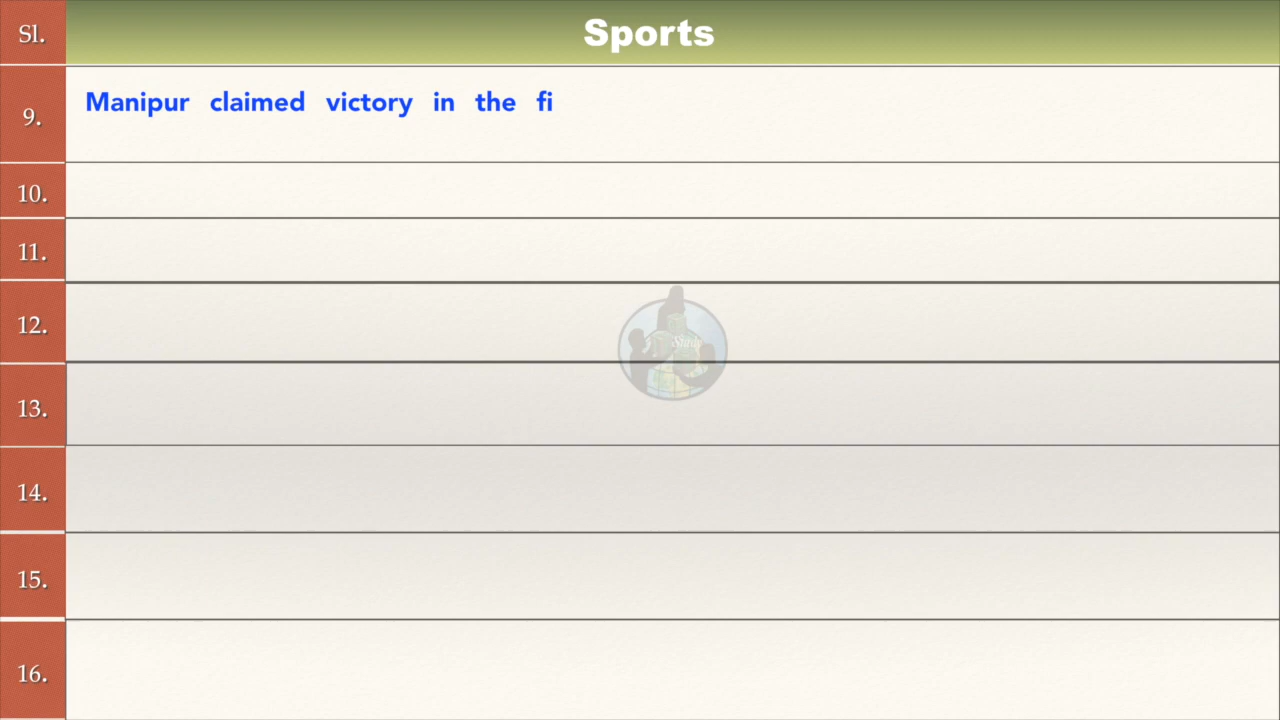 Sl.
Sports
9.
Manipur claimed victory in the fi
10.
11.
12.
13.
14.
15.
16.